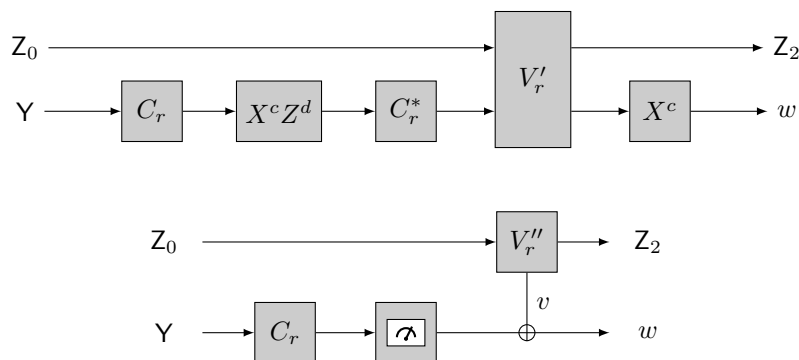 Z₀ V′ᵣ Z₂
Y Cᵣ XᶜZᵈ C*ᵣ Xᶜ w
Z₀ V″ᵣ Z₂
v
Y Cᵣ w